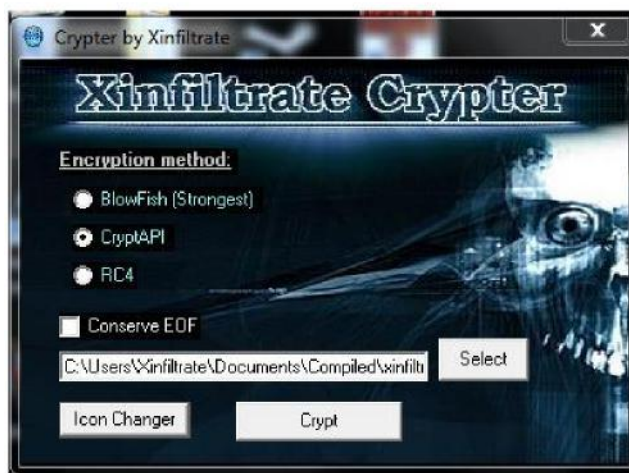 Crypter by Xinfiltrate
X
Xinfiltrate Crypter
Encryption method:
BlowFish (Strongest)
CryptAPI
RC4
Conserve EOF
C:\Users\Xinfiltrate\Documents\Compiled\xinfiltr
Select
Icon Changer
Crypt